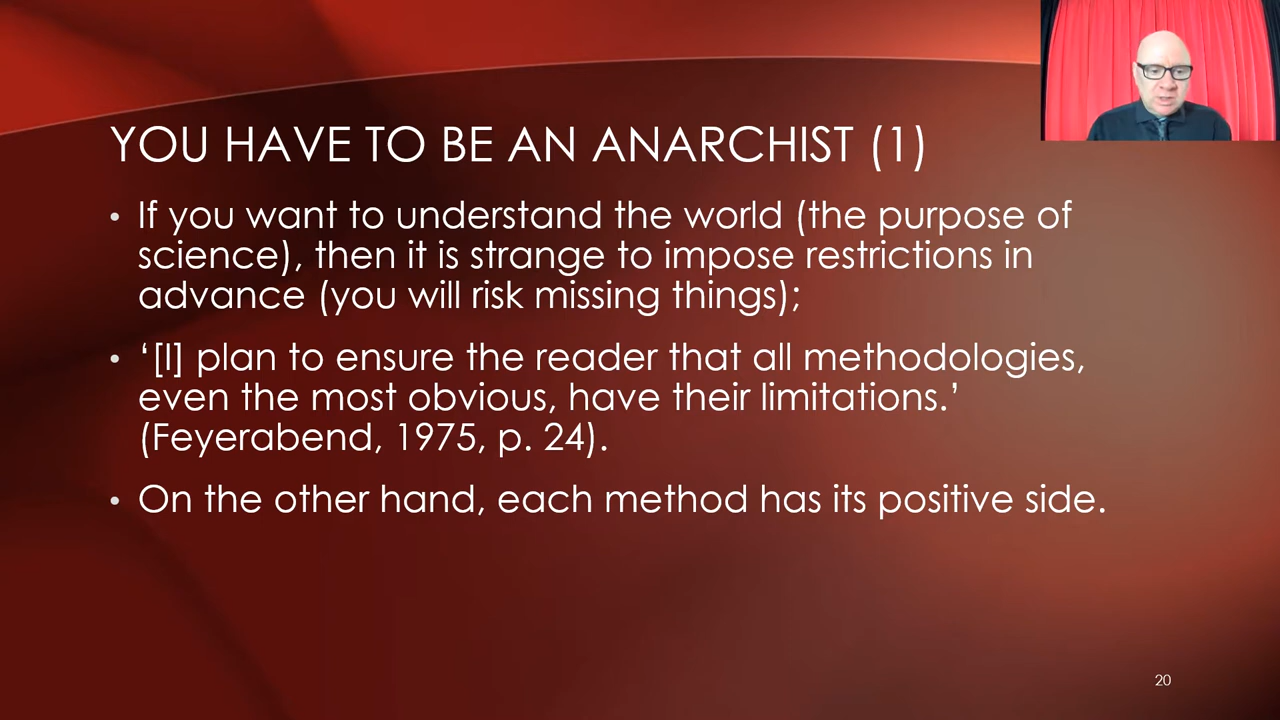 YOU HAVE TO BE AN ANARCHIST (1)
• If you want to understand the world (the purpose of
science), then it is strange to impose restrictions in
advance (you will risk missing things);
• ‘[I] plan to ensure the reader that all methodologies,
even the most obvious, have their limitations.’
(Feyerabend, 1975, p. 24).
• On the other hand, each method has its positive side.
20